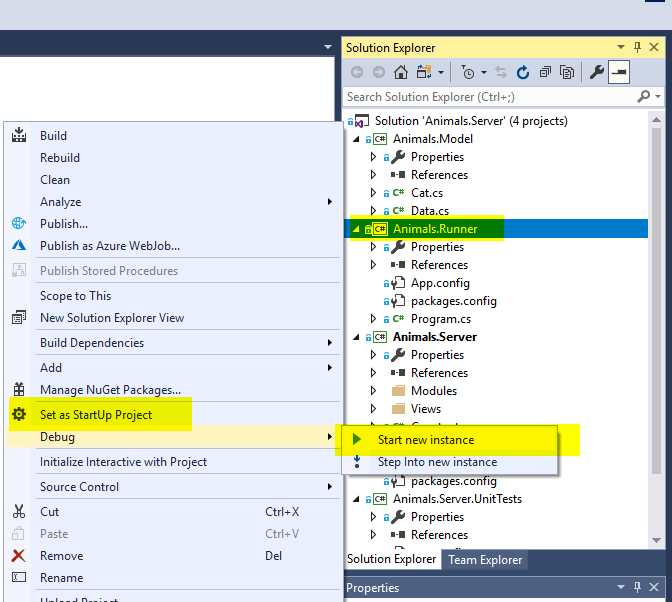 Solution Explorer
Search Solution Explorer (Ctrl+;)
Solution 'Animals.Server' (4 projects)
C# Animals.Model
Properties
References
C# Cat.cs
C# Data.cs
C# Animals.Runner
Properties
References
App.config
packages.config
C# Program.cs
C# Animals.Server
Properties
References
Modules
Views
packages.config
C# Animals.Server.UnitTests
Properties
References
Solution Explorer
Team Explorer
Properties
Build
Rebuild
Clean
Analyze
Publish...
Publish as Azure WebJob...
Publish Stored Procedures
Scope to This
New Solution Explorer View
Build Dependencies
Add
Manage NuGet Packages...
Set as StartUp Project
Debug
Initialize Interactive with Project
Source Control
Cut Ctrl+X
Paste Ctrl+V
Remove Del
Rename
Unload Project
Start new instance
Step Into new instance